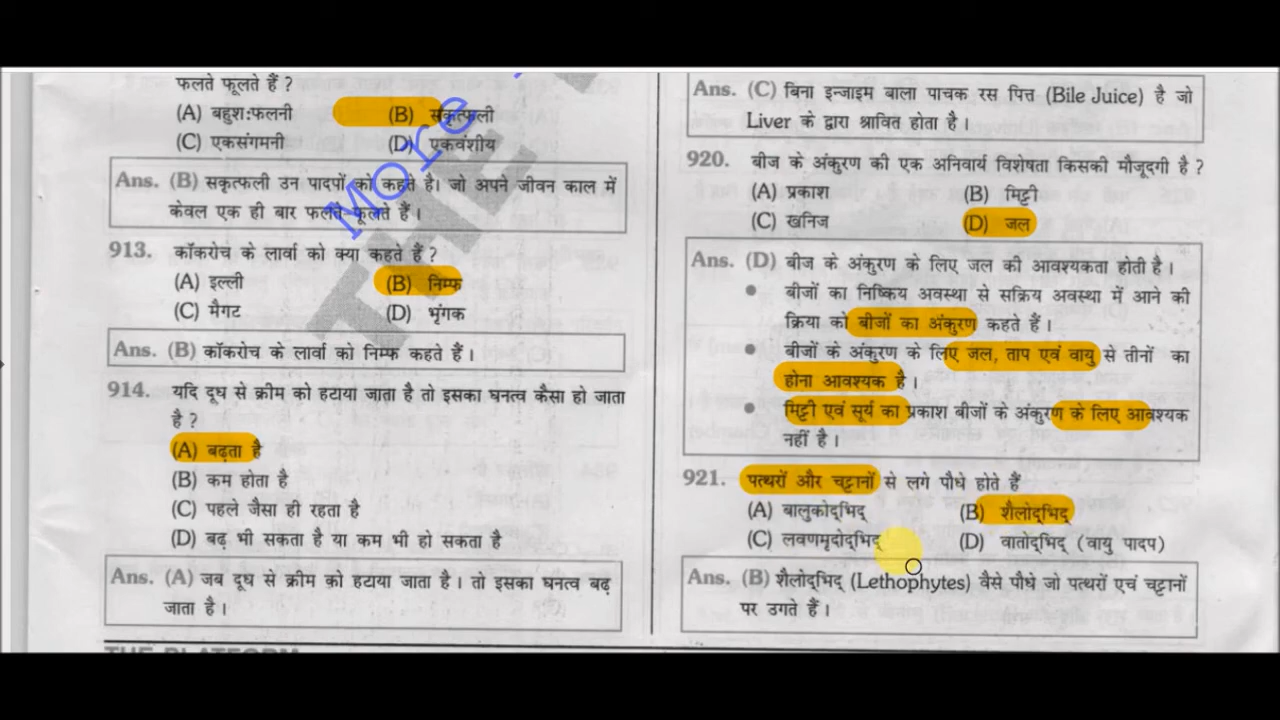 फलते फूलते हैं ?
(A) बहुशःफलनी (B) सकृत्फली
(C) एकसंगमनी (D) एकवंशीय
Ans. (B) सकृत्फली उन पादपों को कहते हैं। जो अपने जीवन काल में
केवल एक ही बार फलते-फूलते हैं।
913. कॉकरोच के लार्वा को क्या कहते हैं ?
(A) इल्ली (B) निम्फ
(C) मैगट (D) भृंगक
Ans. (B) कॉकरोच के लार्वा को निम्फ कहते हैं।
914. यदि दूध से क्रीम को हटाया जाता है तो इसका घनत्व कैसा हो जाता
है ?
(A) बढ़ता है
(B) कम होता है
(C) पहले जैसा ही रहता है
(D) बढ़ भी सकता है या कम भी हो सकता है
Ans. (A) जब दूध से क्रीम को हटाया जाता है। तो इसका घनत्व बढ़
जाता है।
THE PLATFORM
More
THE
Ans. (C) बिना इन्जाइम बाला पाचक रस पित्त (Bile Juice) है जो
Liver के द्वारा श्रावित होता है।
920. बीज के अंकुरण की एक अनिवार्य विशेषता किसकी मौजूदगी है ?
(A) प्रकाश (B) मिट्टी
(C) खनिज (D) जल
Ans. (D) बीज के अंकुरण के लिए जल की आवश्यकता होती है।
• बीजों का निष्किय अवस्था से सक्रिय अवस्था में आने की
क्रिया को बीजों का अंकुरण कहते हैं।
• बीजों के अंकुरण के लिए जल, ताप एवं वायु से तीनों का
होना आवश्यक है।
• मिट्टी एवं सूर्य का प्रकाश बीजों के अंकुरण के लिए आवश्यक
नहीं है।
921. पत्थरों और चट्टानों से लगे पौधे होते हैं
(A) बालुकोद्भिद् (B) शैलोद्भिद्
(C) लवणमृदोद्भिद् (D) वातोद्भिद् (वायु पादप)
Ans. (B) शैलोद्भिद् (Lethophytes) वैसे पौधे जो पत्थरों एचं चट्टानों
पर उगते हैं।